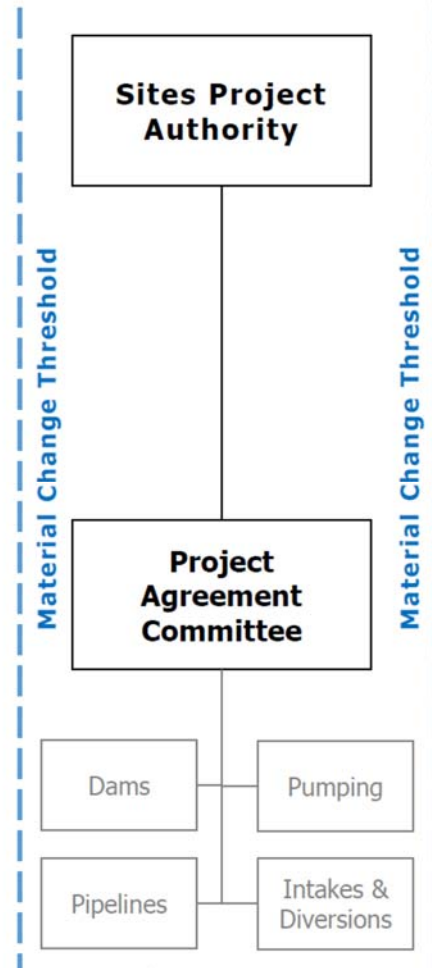 Sites Project
Authority
Material Change Threshold
Material Change Threshold
Project
Agreement
Committee
Dams
Pumping
Pipelines
Intakes &
Diversions